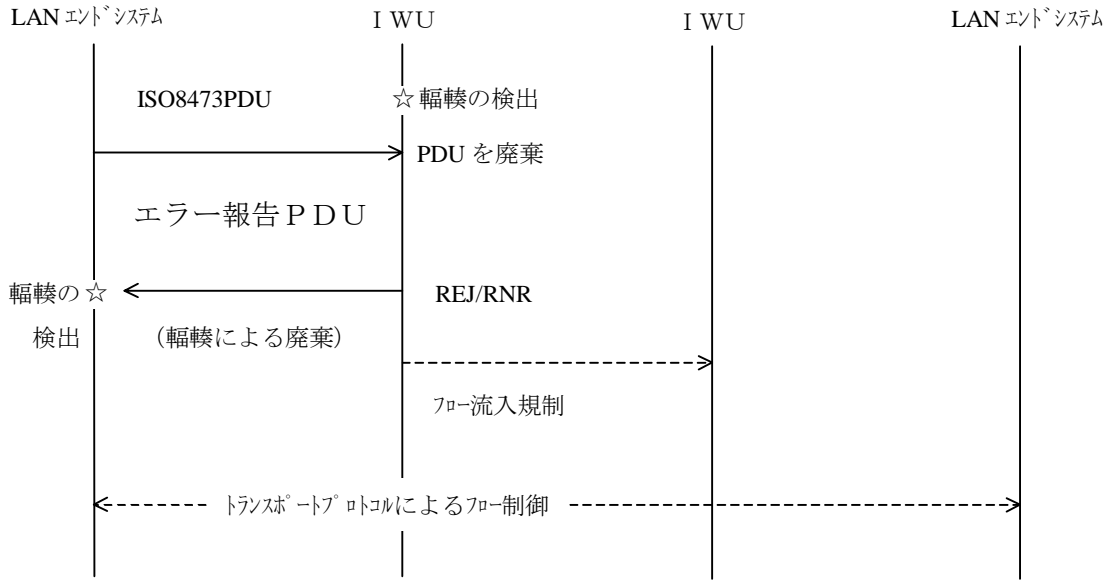 LAN ｴﾝﾄﾞｼｽﾃﾑ
ＩＷＵ
ＩＷＵ
LAN ｴﾝﾄﾞｼｽﾃﾑ
ISO8473PDU
☆輻輳の検出
PDU を廃棄
エラー報告ＰＤＵ
輻輳の ☆
検出
REJ/RNR
（輻輳による廃棄）
ﾌﾛｰ流入規制
ﾄﾗﾝｽﾎﾟｰﾄﾌﾟﾛﾄｺﾙによるﾌﾛｰ制御